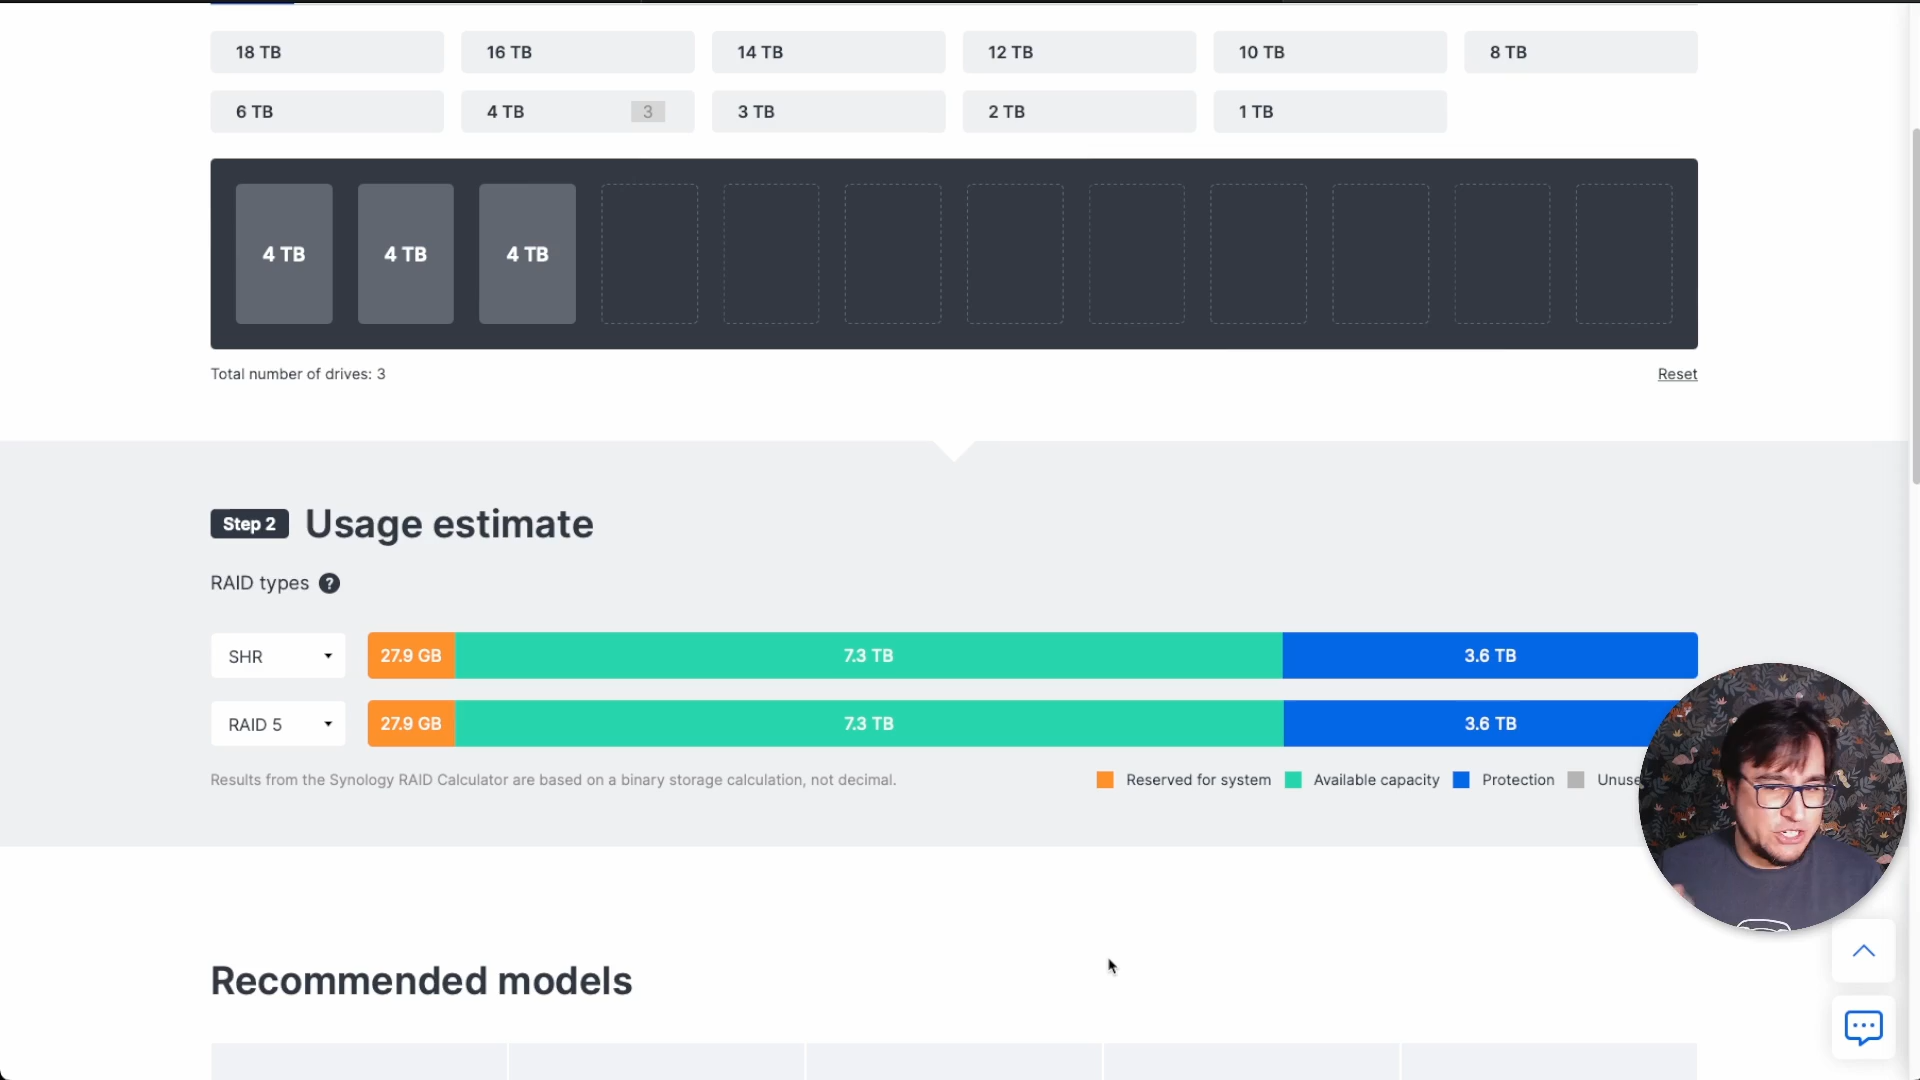 18 TB 16 TB 14 TB 12 TB 10 TB 8 TB
6 TB 4 TB 3 3 TB 2 TB 1 TB
4 TB 4 TB 4 TB
Total number of drives: 3 Reset
Step 2 Usage estimate
RAID types ?
SHR 27.9 GB 7.3 TB 3.6 TB
RAID 5 27.9 GB 7.3 TB 3.6 TB
Results from the Synology RAID Calculator are based on a binary storage calculation, not decimal. Reserved for system Available capacity Protection
Recommended models